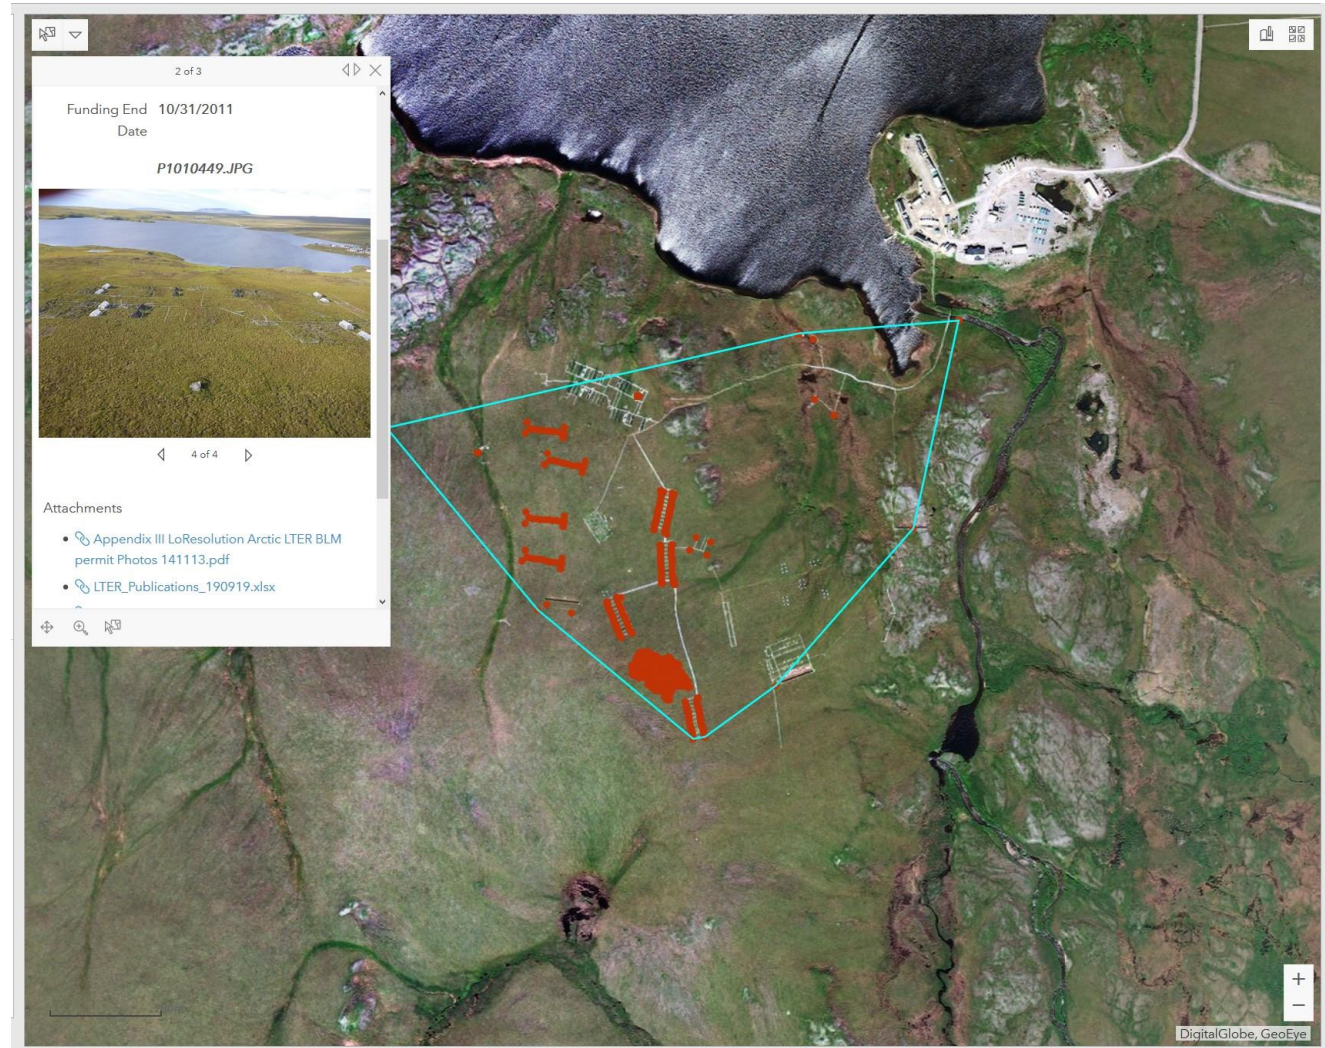 2 of 3
Funding End 10/31/2011
Date
P1010449.JPG
4 of 4
Attachments
Appendix III LoResolution Arctic LTER BLM
permit Photos 141113.pdf
LTER_Publications_190919.xlsx
+
−
DigitalGlobe, GeoEye